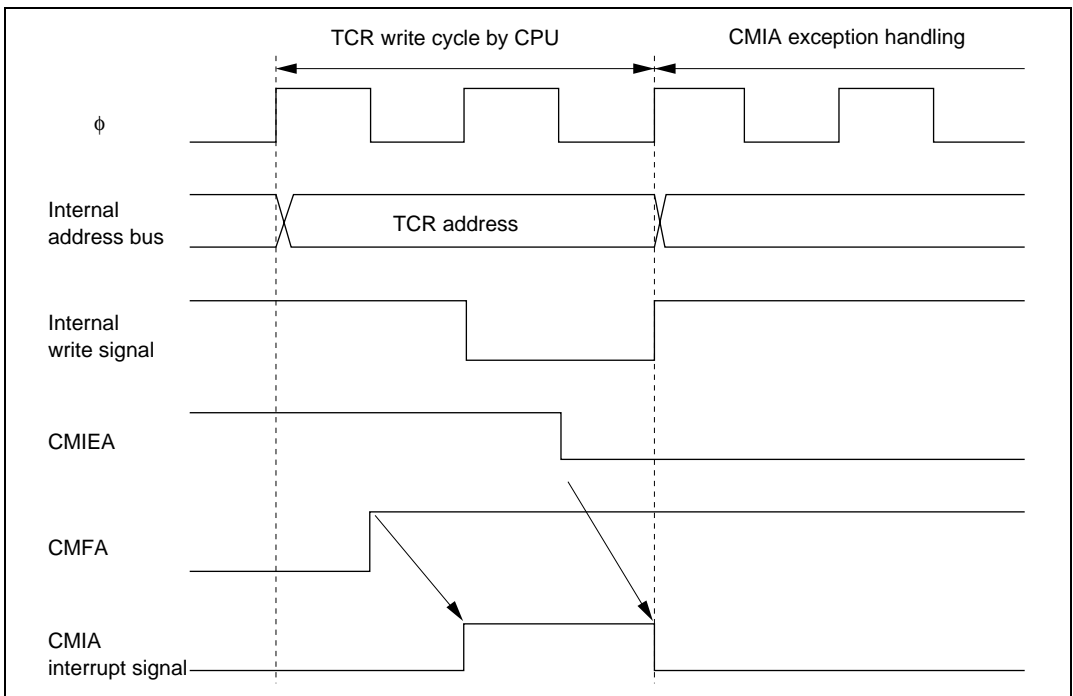 TCR write cycle by CPU
CMIA exception handling
ϕ
Internal
address bus
TCR address
Internal
write signal
CMIEA
CMFA
CMIA
interrupt signal